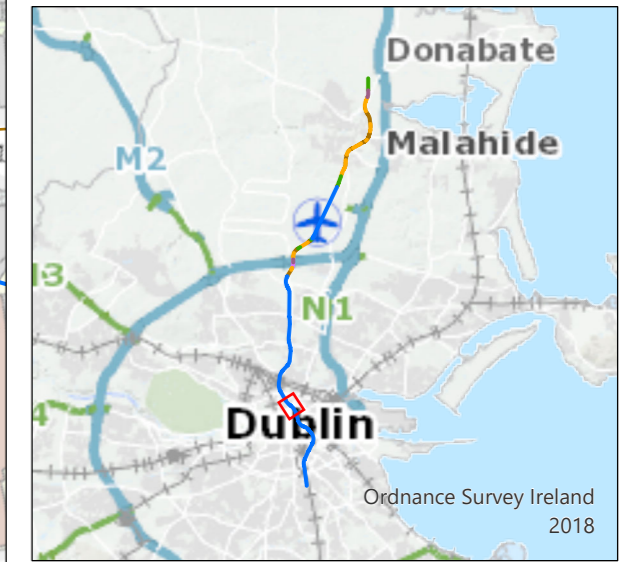 Donabate
M2
Malahide
N1
Dublin
Ordnance Survey Ireland
2018